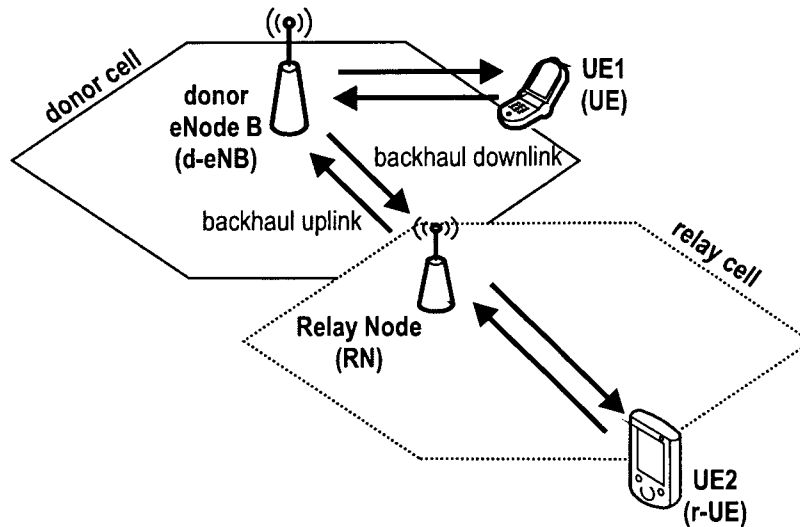 donor cell
donor
eNode B
(d-eNB)
UE1
(UE)
backhaul downlink
backhaul uplink
relay cell
Relay Node
(RN)
UE2
(r-UE)